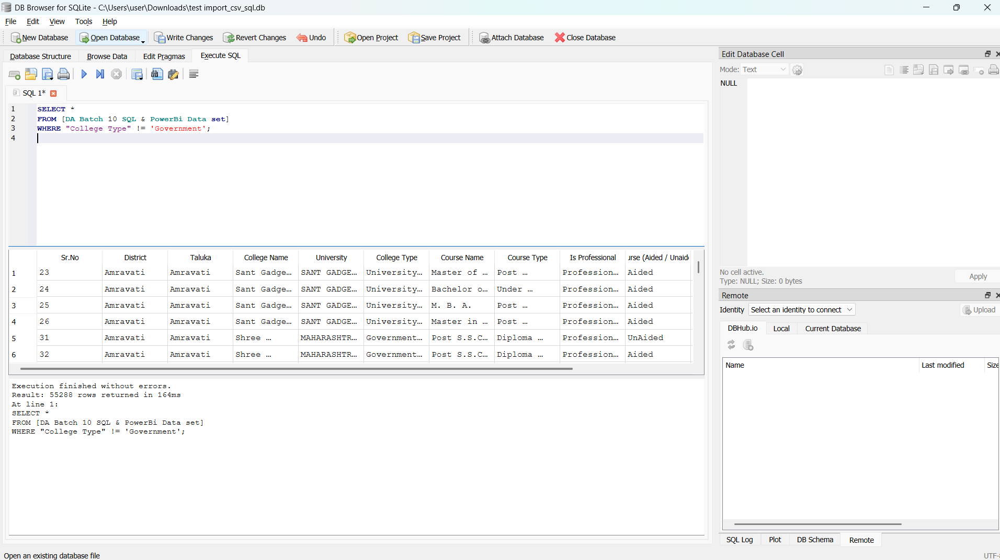 DB Browser for SQLite - C:\Users\user\Downloads\test import_csv_sql.db
File Edit View Tools Help
New Database Open Database Write Changes Revert Changes Undo Open Project Save Project Attach Database Close Database
Database Structure Browse Data Edit Pragmas Execute SQL
SQL 1*
1 SELECT *
2 FROM [DA Batch 10 SQL & PowerBi Data set]
3 WHERE "College Type" != 'Government';
4
Sr.No District Taluka College Name University College Type Course Name Course Type Is Professional urse (Aided / Unaid
1 23 Amravati Amravati Sant Gadge… SANT GADGE… University… Master of … Post … Profession… Aided
2 24 Amravati Amravati Sant Gadge… SANT GADGE… University… Bachelor o… Under … Profession… Aided
3 25 Amravati Amravati Sant Gadge… SANT GADGE… University… M. B. A. Post … Profession… Aided
4 26 Amravati Amravati Sant Gadge… SANT GADGE… University… Master in … Post … Profession… Aided
5 31 Amravati Amravati Shree … MAHARASHTR… Government… Post S.S.C… Diploma … Profession… UnAided
6 32 Amravati Amravati Shree … MAHARASHTR… Government… Post S.S.C… Diploma … Profession… Aided
Execution finished without errors.
Result: 55288 rows returned in 164ms
At line 1:
SELECT *
FROM [DA Batch 10 SQL & PowerBi Data set]
WHERE "College Type" != 'Government';
Open an existing database file
Edit Database Cell
Mode: Text
NULL
No cell active.
Type: NULL; Size: 0 bytes
Apply
Remote
Identity Select an identity to connect Upload
DBHub.io Local Current Database
Name Last modified Size
SQL Log Plot DB Schema Remote
UTF-8